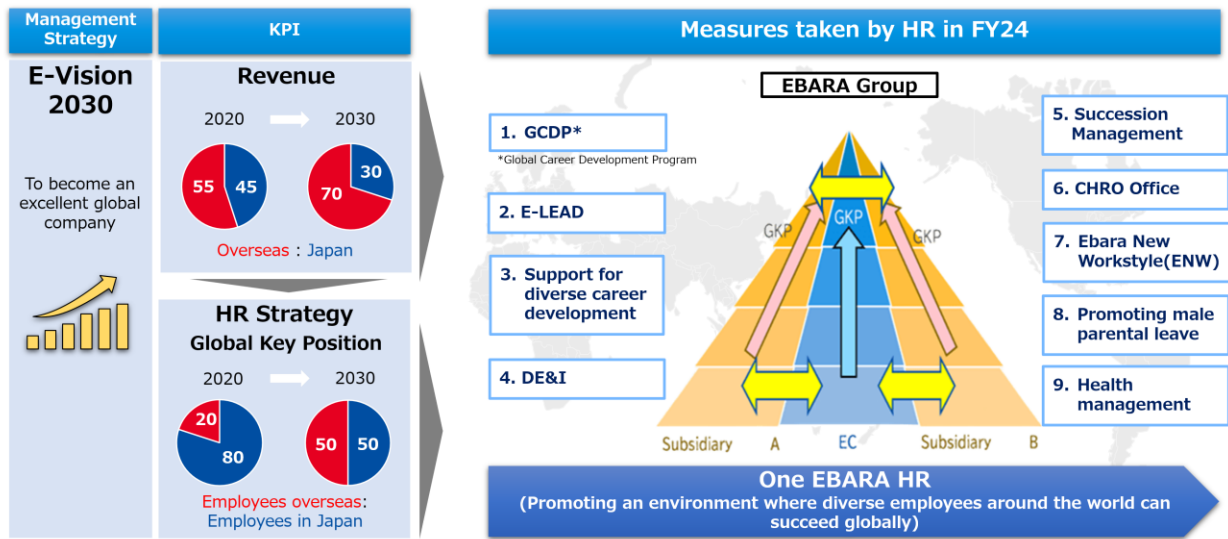 Management
Strategy
KPI
Measures taken by HR in FY24
E-Vision
2030
To become an
excellent global
company
Revenue
2020
2030
55
45
70
30
Overseas : Japan
HR Strategy
Global Key Position
2020
2030
20
80
50
50
Employees overseas:
Employees in Japan
EBARA Group
1. GCDP*
*Global Career Development Program
2. E-LEAD
3. Support for
diverse career
development
4. DE&I
GKP
GKP
GKP
Subsidiary A
EC
Subsidiary B
5. Succession
Management
6. CHRO Office
7. Ebara New
Workstyle(ENW)
8. Promoting male
parental leave
9. Health
management
One EBARA HR
(Promoting an environment where diverse employees around the world can
succeed globally)